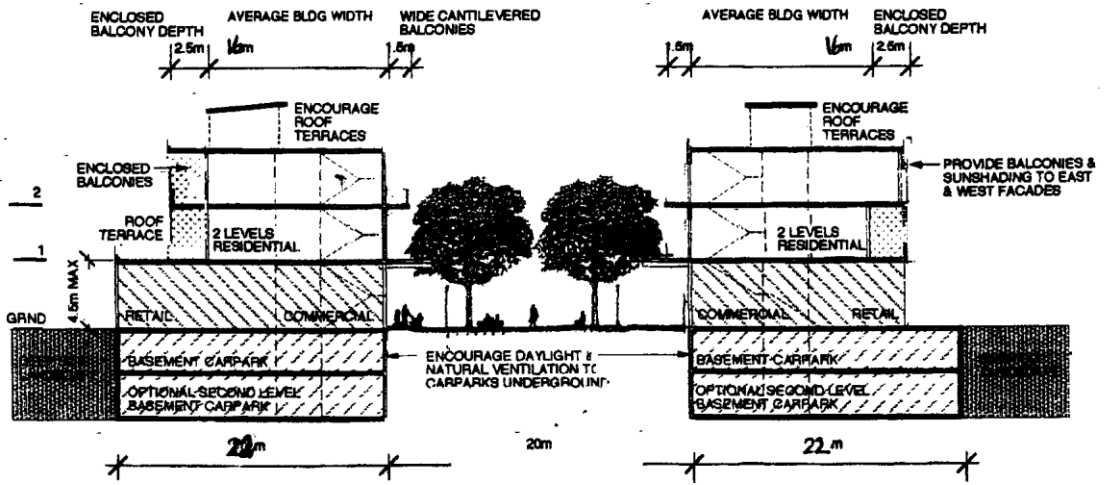 ENCLOSED
BALCONY DEPTH
AVERAGE BLDG WIDTH
WIDE CANTILEVERED
BALCONIES
AVERAGE BLDG WIDTH
ENCLOSED
BALCONY DEPTH
2.5m
16m
1.5m
1.5m
16m
2.5m
ENCOURAGE
ROOF
TERRACES
ENCOURAGE
ROOF
TERRACES
ENCLOSED
BALCONIES
PROVIDE BALCONIES &
SUNSHADING TO EAST
& WEST FACADES
2
ROOF
TERRACE
2 LEVELS
RESIDENTIAL
2 LEVELS
RESIDENTIAL
1
4.5m MAX
GRND
RETAIL
COMMERCIAL
COMMERCIAL
RETAIL
BASEMENT CARPARK
ENCOURAGE DAYLIGHT &
NATURAL VENTILATION TO
CARPARKS UNDERGROUND
BASEMENT CARPARK
OPTIONAL SECOND LEVEL
BASEMENT CARPARK
OPTIONAL SECOND LEVEL
BASEMENT CARPARK
22m
20m
22m